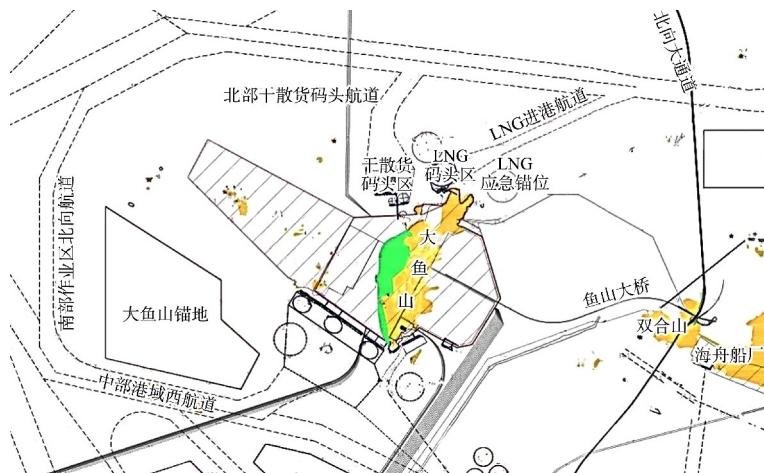 北向大通道
北部干散货码头航道
LNG进港航道
干散货
码头区
LNG
码头区
LNG
应急锚位
南部作业区北向航道
大鱼山
大鱼山锚地
鱼山大桥
双合山
海舟船厂
中部港域西航道